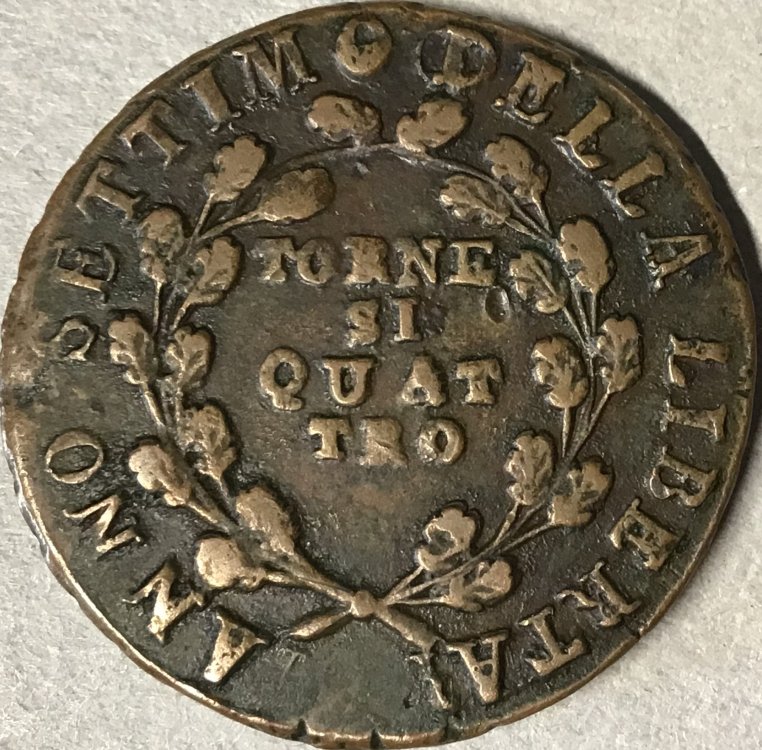 ANNO SETTIMO DELLA LIBERTA'
TORNE
SI
QUAT
TRO